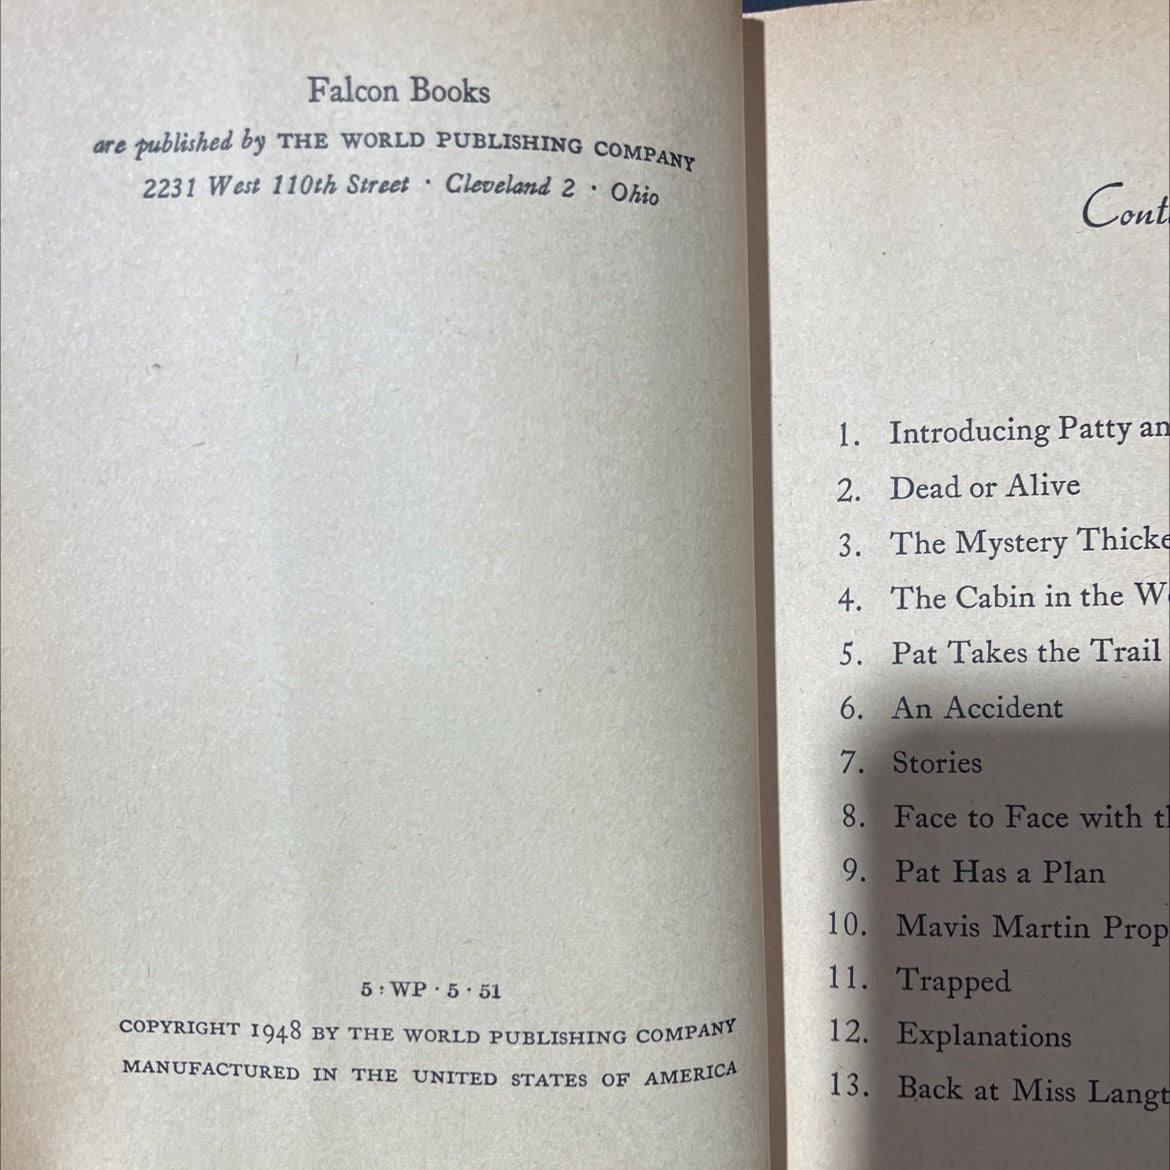 Falcon Books
are published by THE WORLD PUBLISHING COMPANY
2231 West 110th Street · Cleveland 2 · Ohio
5 : WP · 5 · 51
COPYRIGHT 1948 BY THE WORLD PUBLISHING COMPANY
MANUFACTURED IN THE UNITED STATES OF AMERICA
Cont
1. Introducing Patty an
2. Dead or Alive
3. The Mystery Thicke
4. The Cabin in the W
5. Pat Takes the Trail
6. An Accident
7. Stories
8. Face to Face with th
9. Pat Has a Plan
10. Mavis Martin Prop
11. Trapped
12. Explanations
13. Back at Miss Langt